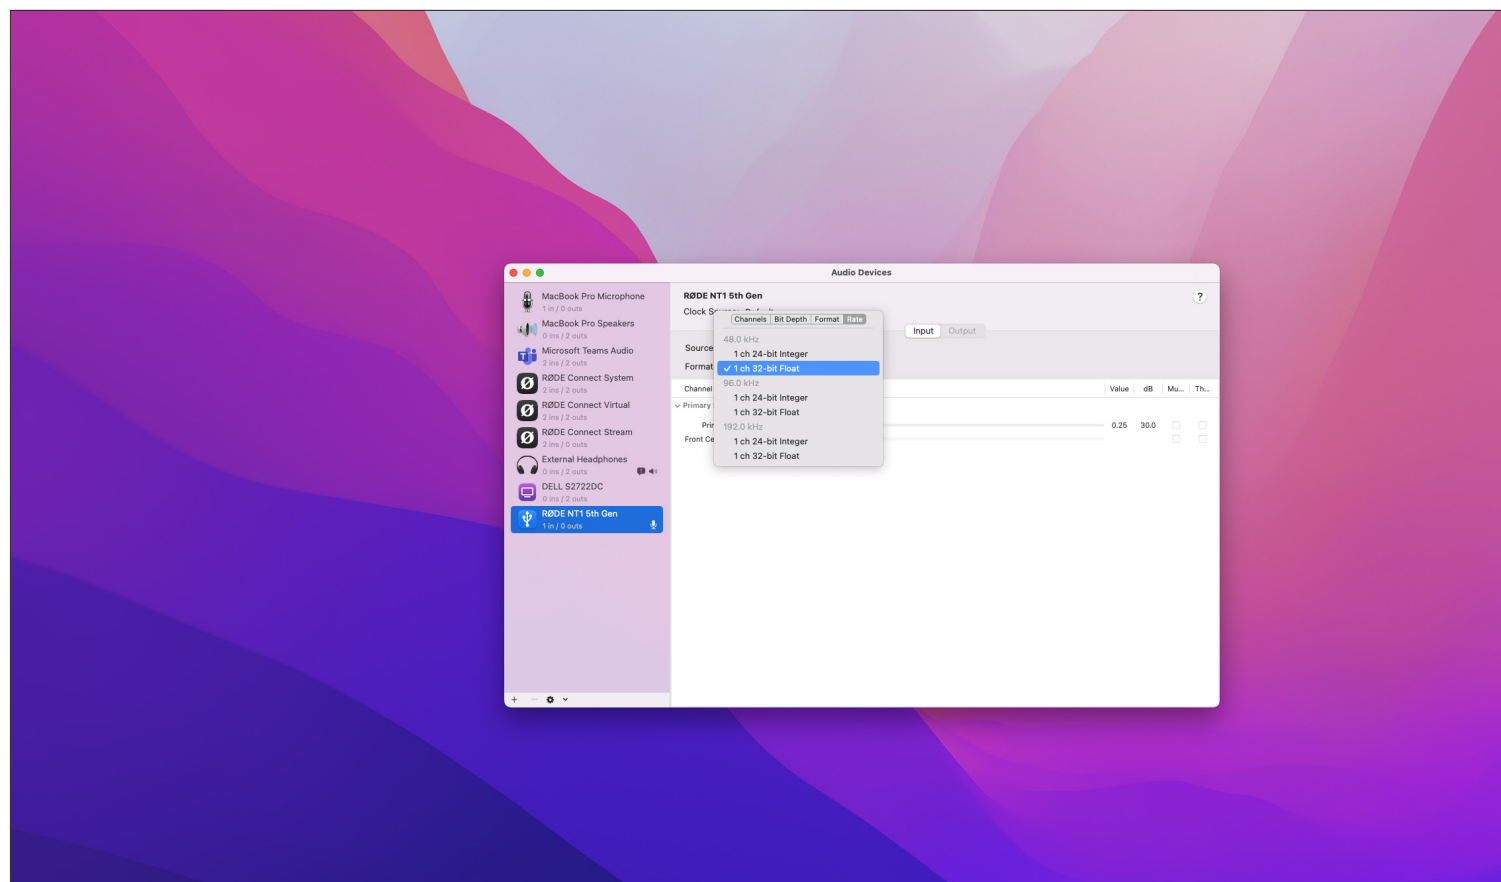 Audio Devices
MacBook Pro Microphone
1 in / 0 outs
MacBook Pro Speakers
0 ins / 2 outs
Microsoft Teams Audio
2 ins / 2 outs
RØDE Connect System
2 ins / 2 outs
RØDE Connect Virtual
2 ins / 2 outs
RØDE Connect Stream
2 ins / 0 outs
External Headphones
0 ins / 2 outs
DELL S2722DC
0 ins / 2 outs
RØDE NT1 5th Gen
1 in / 0 outs
RØDE NT1 5th Gen
?
Clock
Channels Bit Depth Format Rate
Input Output
48.0 kHz
Source
1 ch 24-bit Integer
Format
✓ 1 ch 32-bit Float
96.0 kHz
Channel Value dB Mu... Th...
1 ch 24-bit Integer
Primary
1 ch 32-bit Float
192.0 kHz
0.25 30.0
1 ch 24-bit Integer
Front
1 ch 32-bit Float